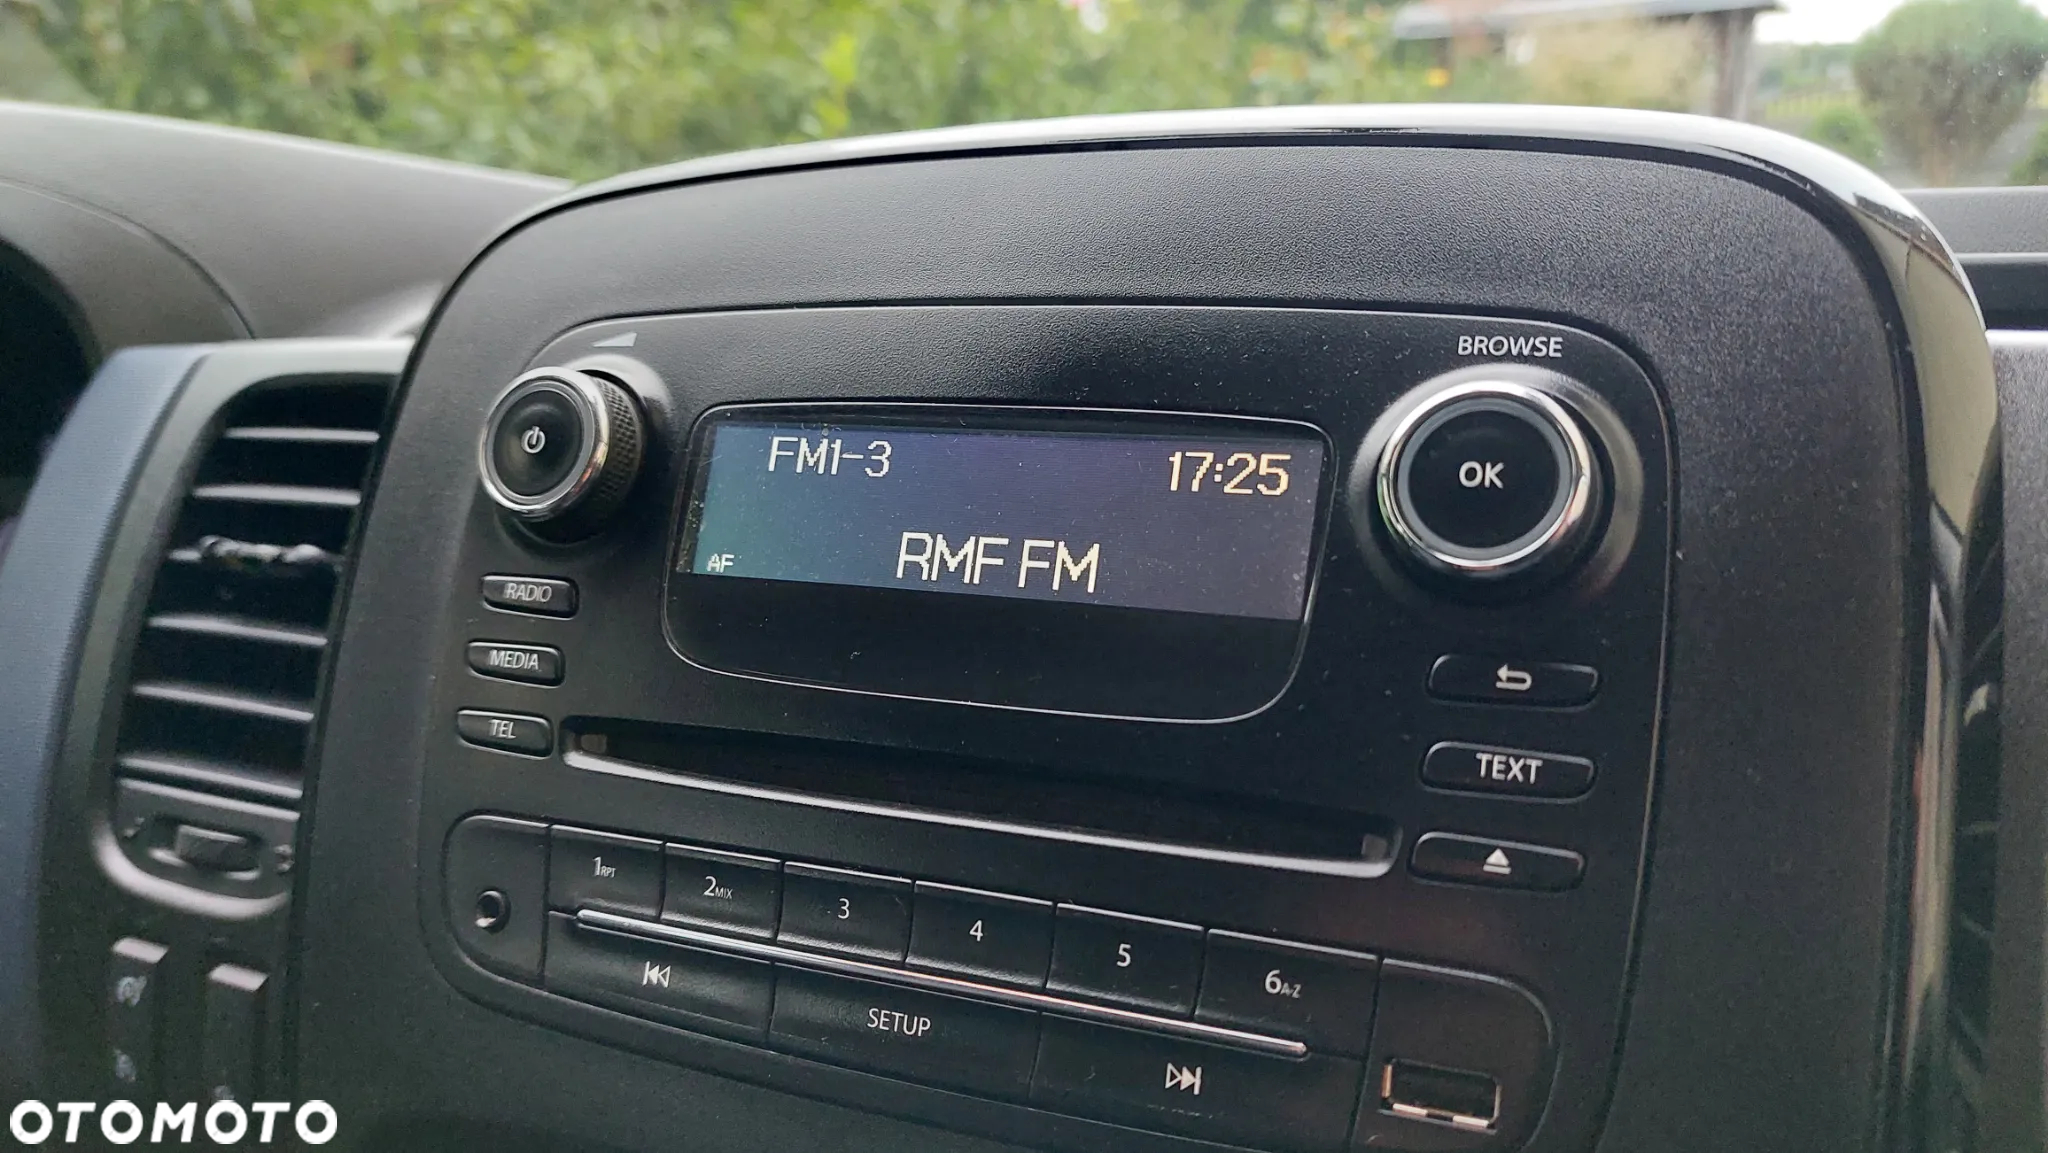 BROWSE
FM1-3 17:25
AF RMF FM
OK
RADIO
MEDIA
TEL
TEXT
1RPT 2MIX 3 4 5 6A-Z
SETUP
OTOMOTO